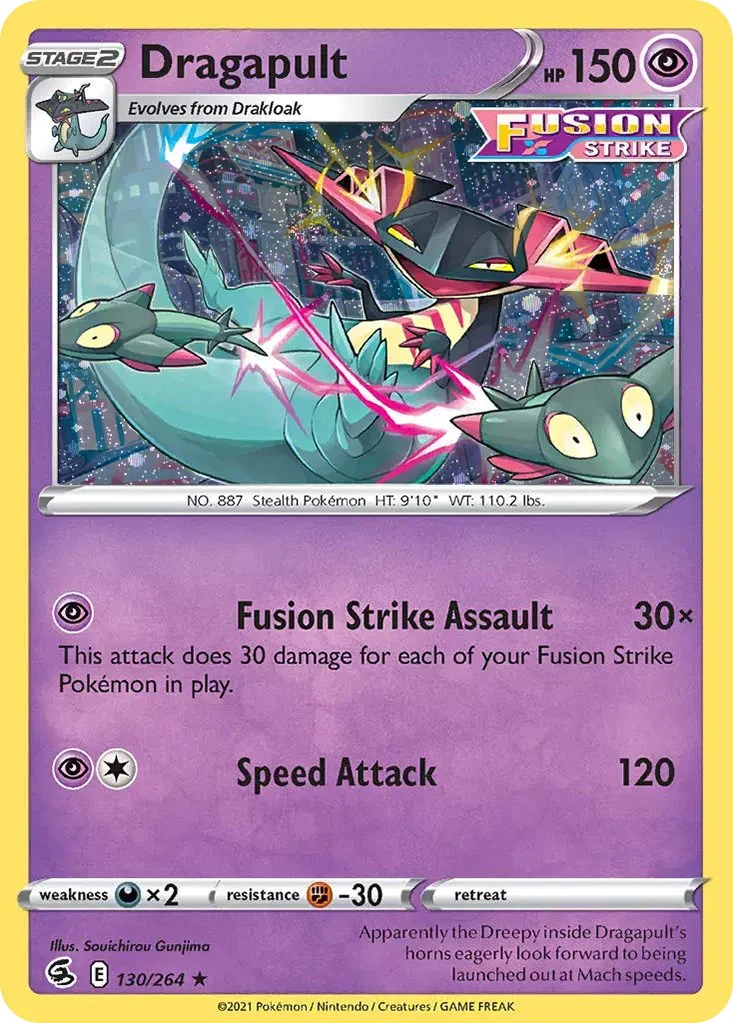 STAGE 2
Dragapult
HP 150
Evolves from Drakloak
FUSION
STRIKE
NO. 887 Stealth Pokémon HT: 9'10" WT: 110.2 lbs.
Fusion Strike Assault 30×
This attack does 30 damage for each of your Fusion Strike
Pokémon in play.
Speed Attack 120
weakness ×2 resistance -30 retreat
Illus. Souichirou Gunjima
Apparently the Dreepy inside Dragapult's
horns eagerly look forward to being
launched out at Mach speeds.
E 130/264 ★
©2021 Pokémon / Nintendo / Creatures / GAME FREAK